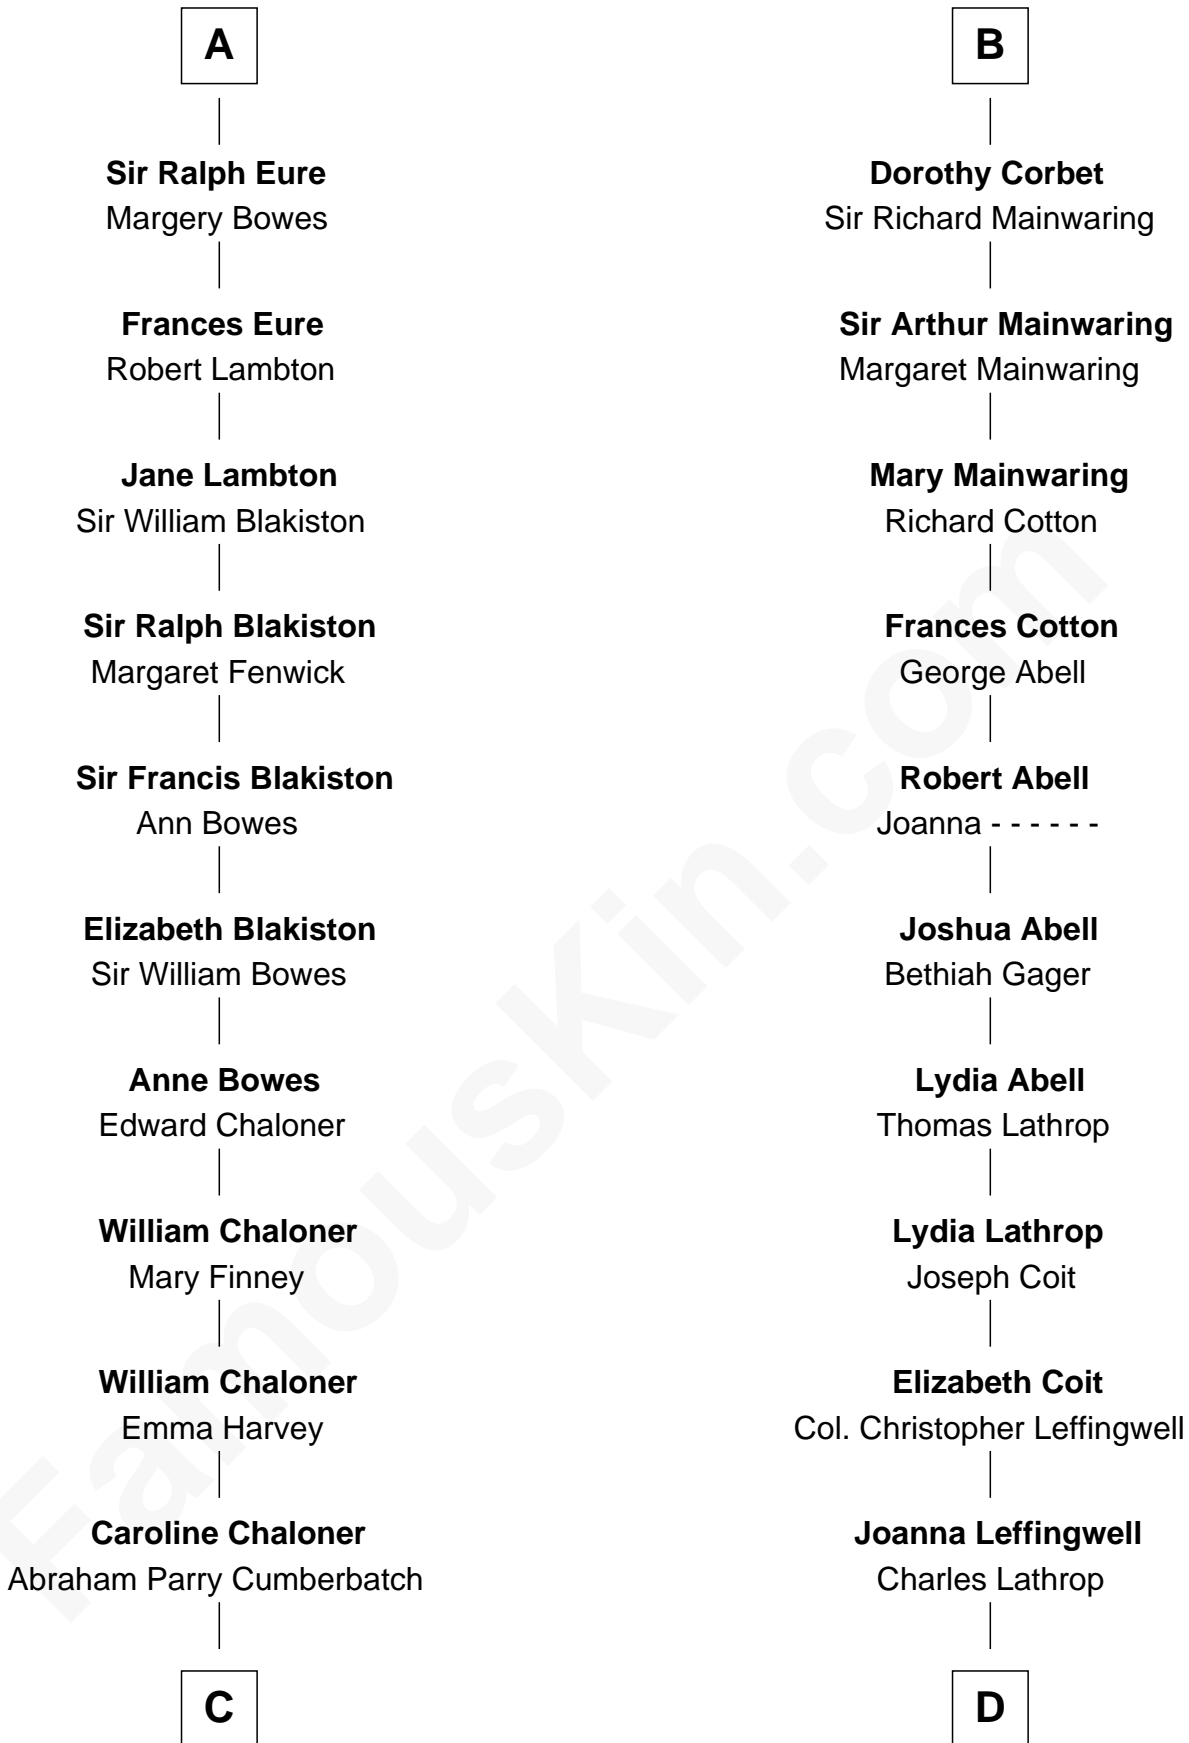 A
Sir Ralph Eure
Margery Bowes
Frances Eure
Robert Lambton
Jane Lambton
Sir William Blakiston
Sir Ralph Blakiston
Margaret Fenwick
Sir Francis Blakiston
Ann Bowes
Elizabeth Blakiston
Sir William Bowes
Anne Bowes
Edward Chaloner
William Chaloner
Mary Finney
William Chaloner
Emma Harvey
Caroline Chaloner
Abraham Parry Cumberbatch
C
B
Dorothy Corbet
Sir Richard Mainwaring
Sir Arthur Mainwaring
Margaret Mainwaring
Mary Mainwaring
Richard Cotton
Frances Cotton
George Abell
Robert Abell
Joanna - - - - - -
Joshua Abell
Bethiah Gager
Lydia Abell
Thomas Lathrop
Lydia Lathrop
Joseph Coit
Elizabeth Coit
Col. Christopher Leffingwell
Joanna Leffingwell
Charles Lathrop
D
FamousKin.com